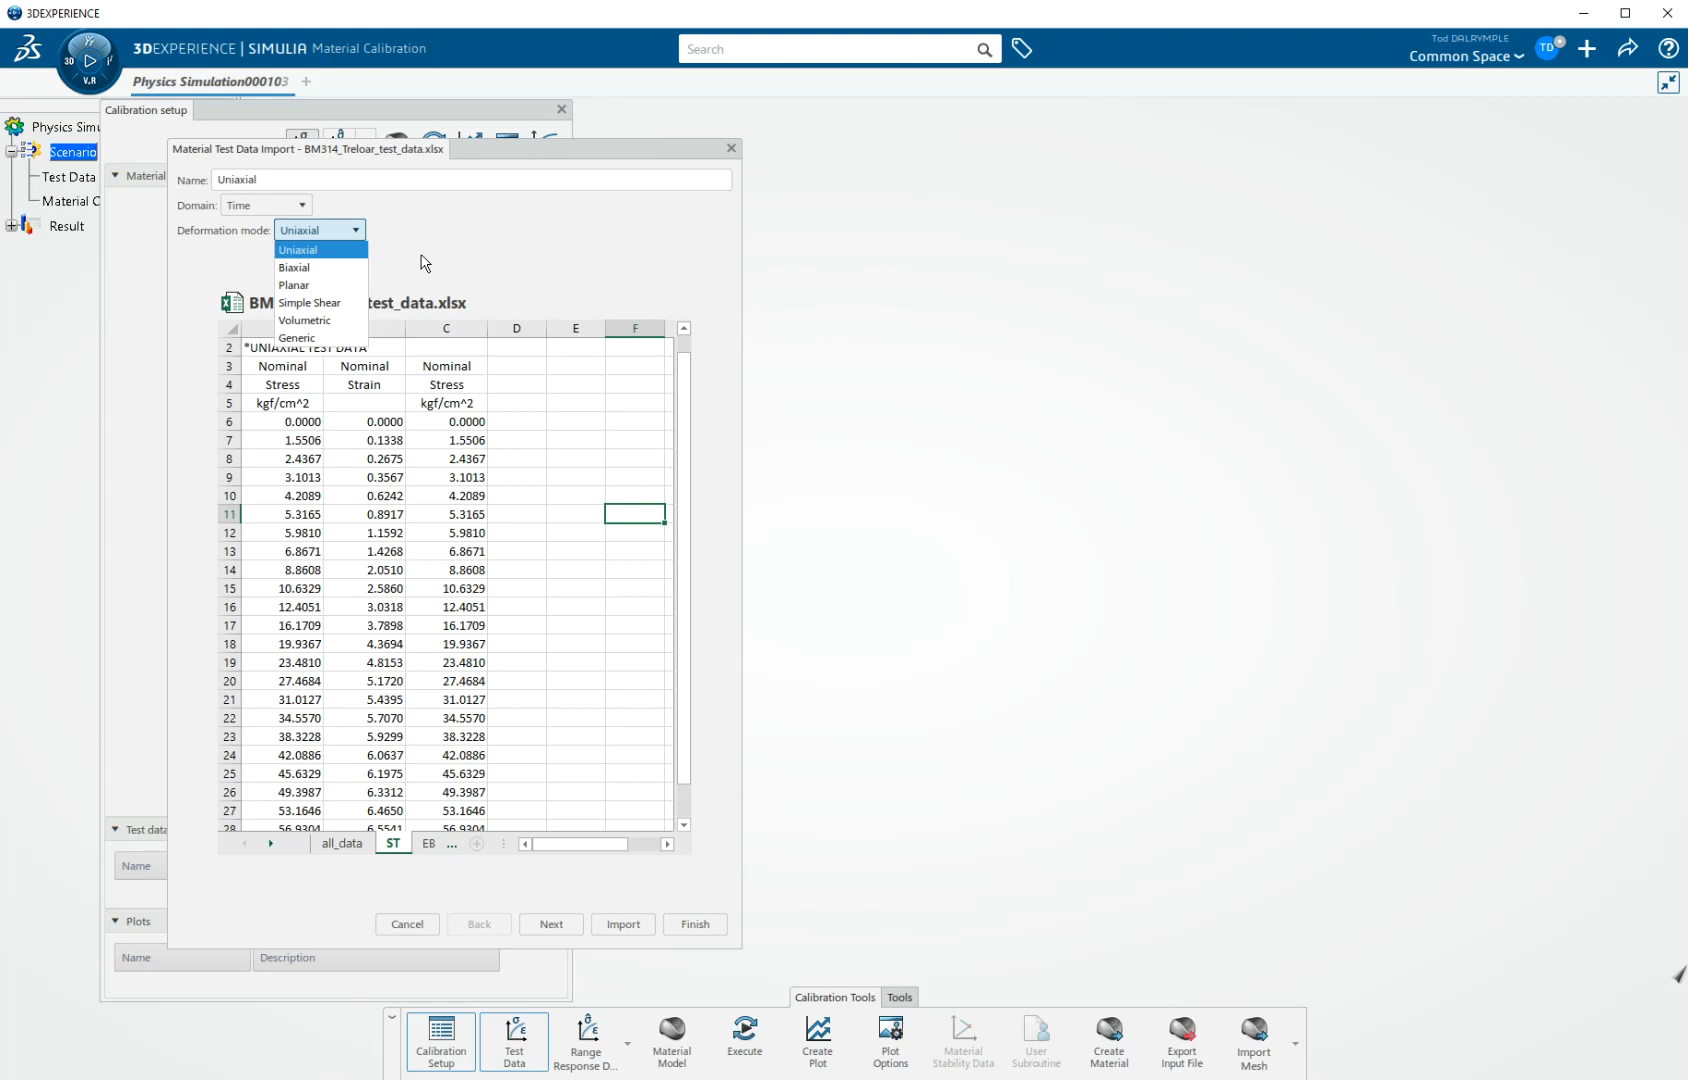 3DEXPERIENCE
3DEXPERIENCE | SIMULIA Material Calibration
Search
Tod DALRYMPLE
Common Space
TD
3D
V.R
Physics Simulation000103
Calibration setup
Physics Simu
Scenario
Test Data
Material C
Result
Material
Material Test Data Import - BM314_Treloar_test_data.xlsx
Name: Uniaxial
Domain: Time
Deformation mode: Uniaxial
Uniaxial
Biaxial
Planar
Simple Shear
Volumetric
Generic
BM test_data.xlsx
C D E F
2 *UNIAXIAL TEST DATA
3 Nominal Nominal Nominal
4 Stress Strain Stress
5 kgf/cm^2 kgf/cm^2
6 0.0000 0.0000 0.0000
7 1.5506 0.1338 1.5506
8 2.4367 0.2675 2.4367
9 3.1013 0.3567 3.1013
10 4.2089 0.6242 4.2089
11 5.3165 0.8917 5.3165
12 5.9810 1.1592 5.9810
13 6.8671 1.4268 6.8671
14 8.8608 2.0510 8.8608
15 10.6329 2.5860 10.6329
16 12.4051 3.0318 12.4051
17 16.1709 3.7898 16.1709
18 19.9367 4.3694 19.9367
19 23.4810 4.8153 23.4810
20 27.4684 5.1720 27.4684
21 31.0127 5.4395 31.0127
22 34.5570 5.7070 34.5570
23 38.3228 5.9299 38.3228
24 42.0886 6.0637 42.0886
25 45.6329 6.1975 45.6329
26 49.3987 6.3312 49.3987
27 53.1646 6.4650 53.1646
28 56.9304 6.5541 56.9304
all_data ST EB ...
Test data
Name
Plots
Name Description
Cancel Back Next Import Finish
Calibration Tools Tools
Calibration Setup
Test Data
Range Response D...
Material Model
Execute
Create Plot
Plot Options
Material Stability Data
User Subroutine
Create Material
Export Input File
Import Mesh